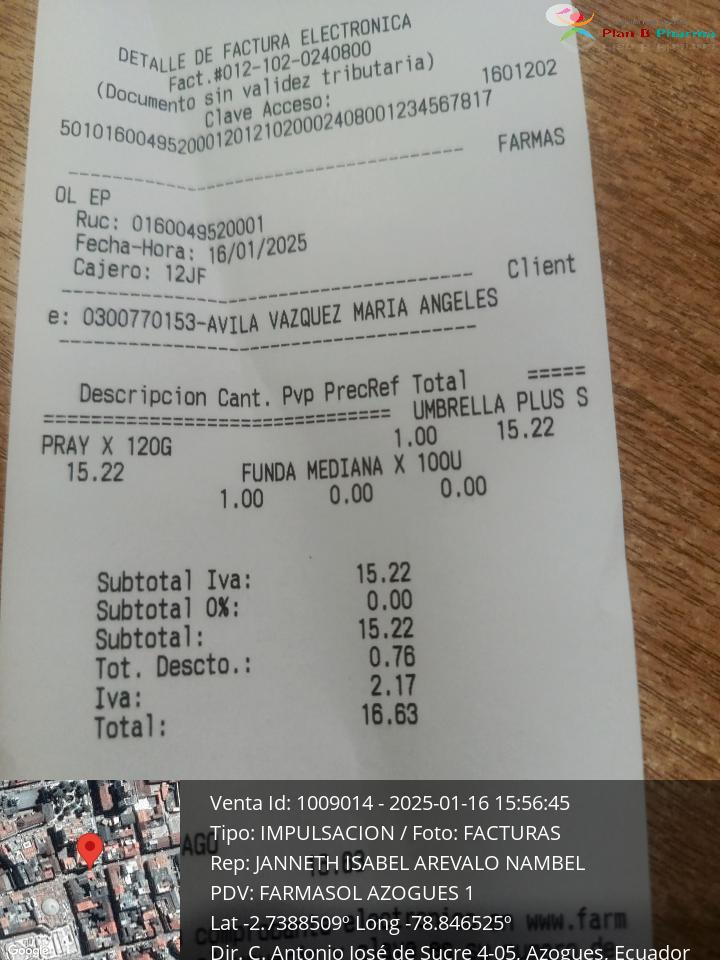 Plan B Pharma
DETALLE DE FACTURA ELECTRONICA
Fact.#012-102-0240800
(Documento sin validez tributaria)
Clave Acceso: 1601202
501016004952000120121020002408001234567817
FARMAS
OL EP
Ruc: 0160049520001
Fecha-Hora: 16/01/2025
Cajero: 12JF
Client
e: 0300770153-AVILA VAZQUEZ MARIA ANGELES
Descripcion Cant. Pvp PrecRef Total
UMBRELLA PLUS S
PRAY X 120G 1.00 15.22
15.22 FUNDA MEDIANA X 100U
1.00 0.00 0.00
Subtotal Iva: 15.22
Subtotal 0%: 0.00
Subtotal: 15.22
Tot. Descto.: 0.76
Iva: 2.17
Total: 16.63
Venta Id: 1009014 - 2025-01-16 15:56:45
Tipo: IMPULSACION / Foto: FACTURAS
AGO
Rep: JANNETH ISABEL AREVALO NAMBEL
PDV: FARMASOL AZOGUES 1
www.farm
Lat -2.7388509º Long -78.846525º
Dir. C. Antonio José de Sucre 4-05, Azogues, Ecuador
Google